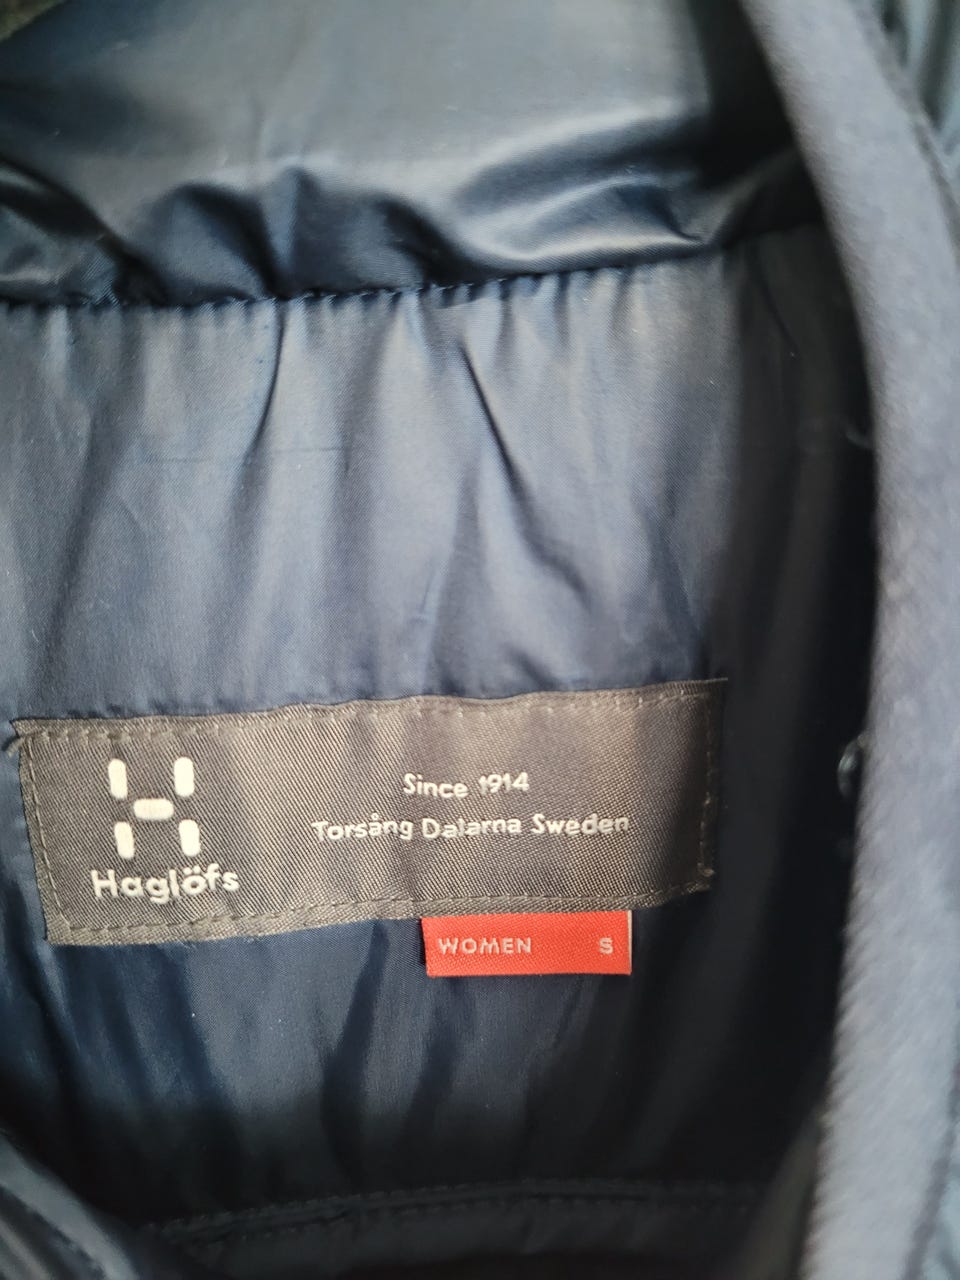 Since 1914
Torsång Dalarna Sweden
Haglöfs
WOMEN S